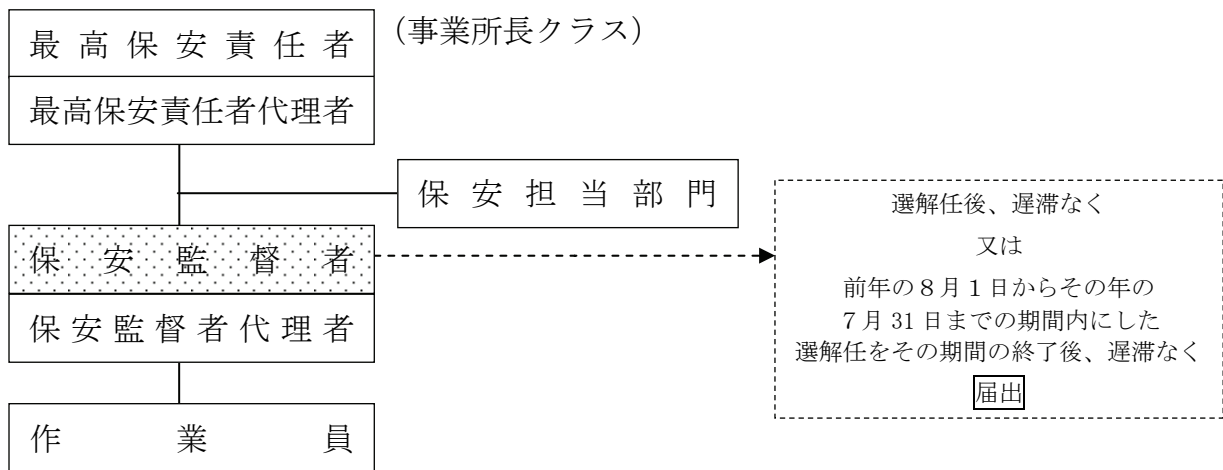 最高保安責任者
(事業所長クラス)
最高保安責任者代理者
保安担当部門
保安監督者
保安監督者代理者
作業員
選解任後、遅滞なく
又は
前年の8月1日からその年の
7月31日までの期間内にした
選解任をその期間の終了後、遅滞なく
届出